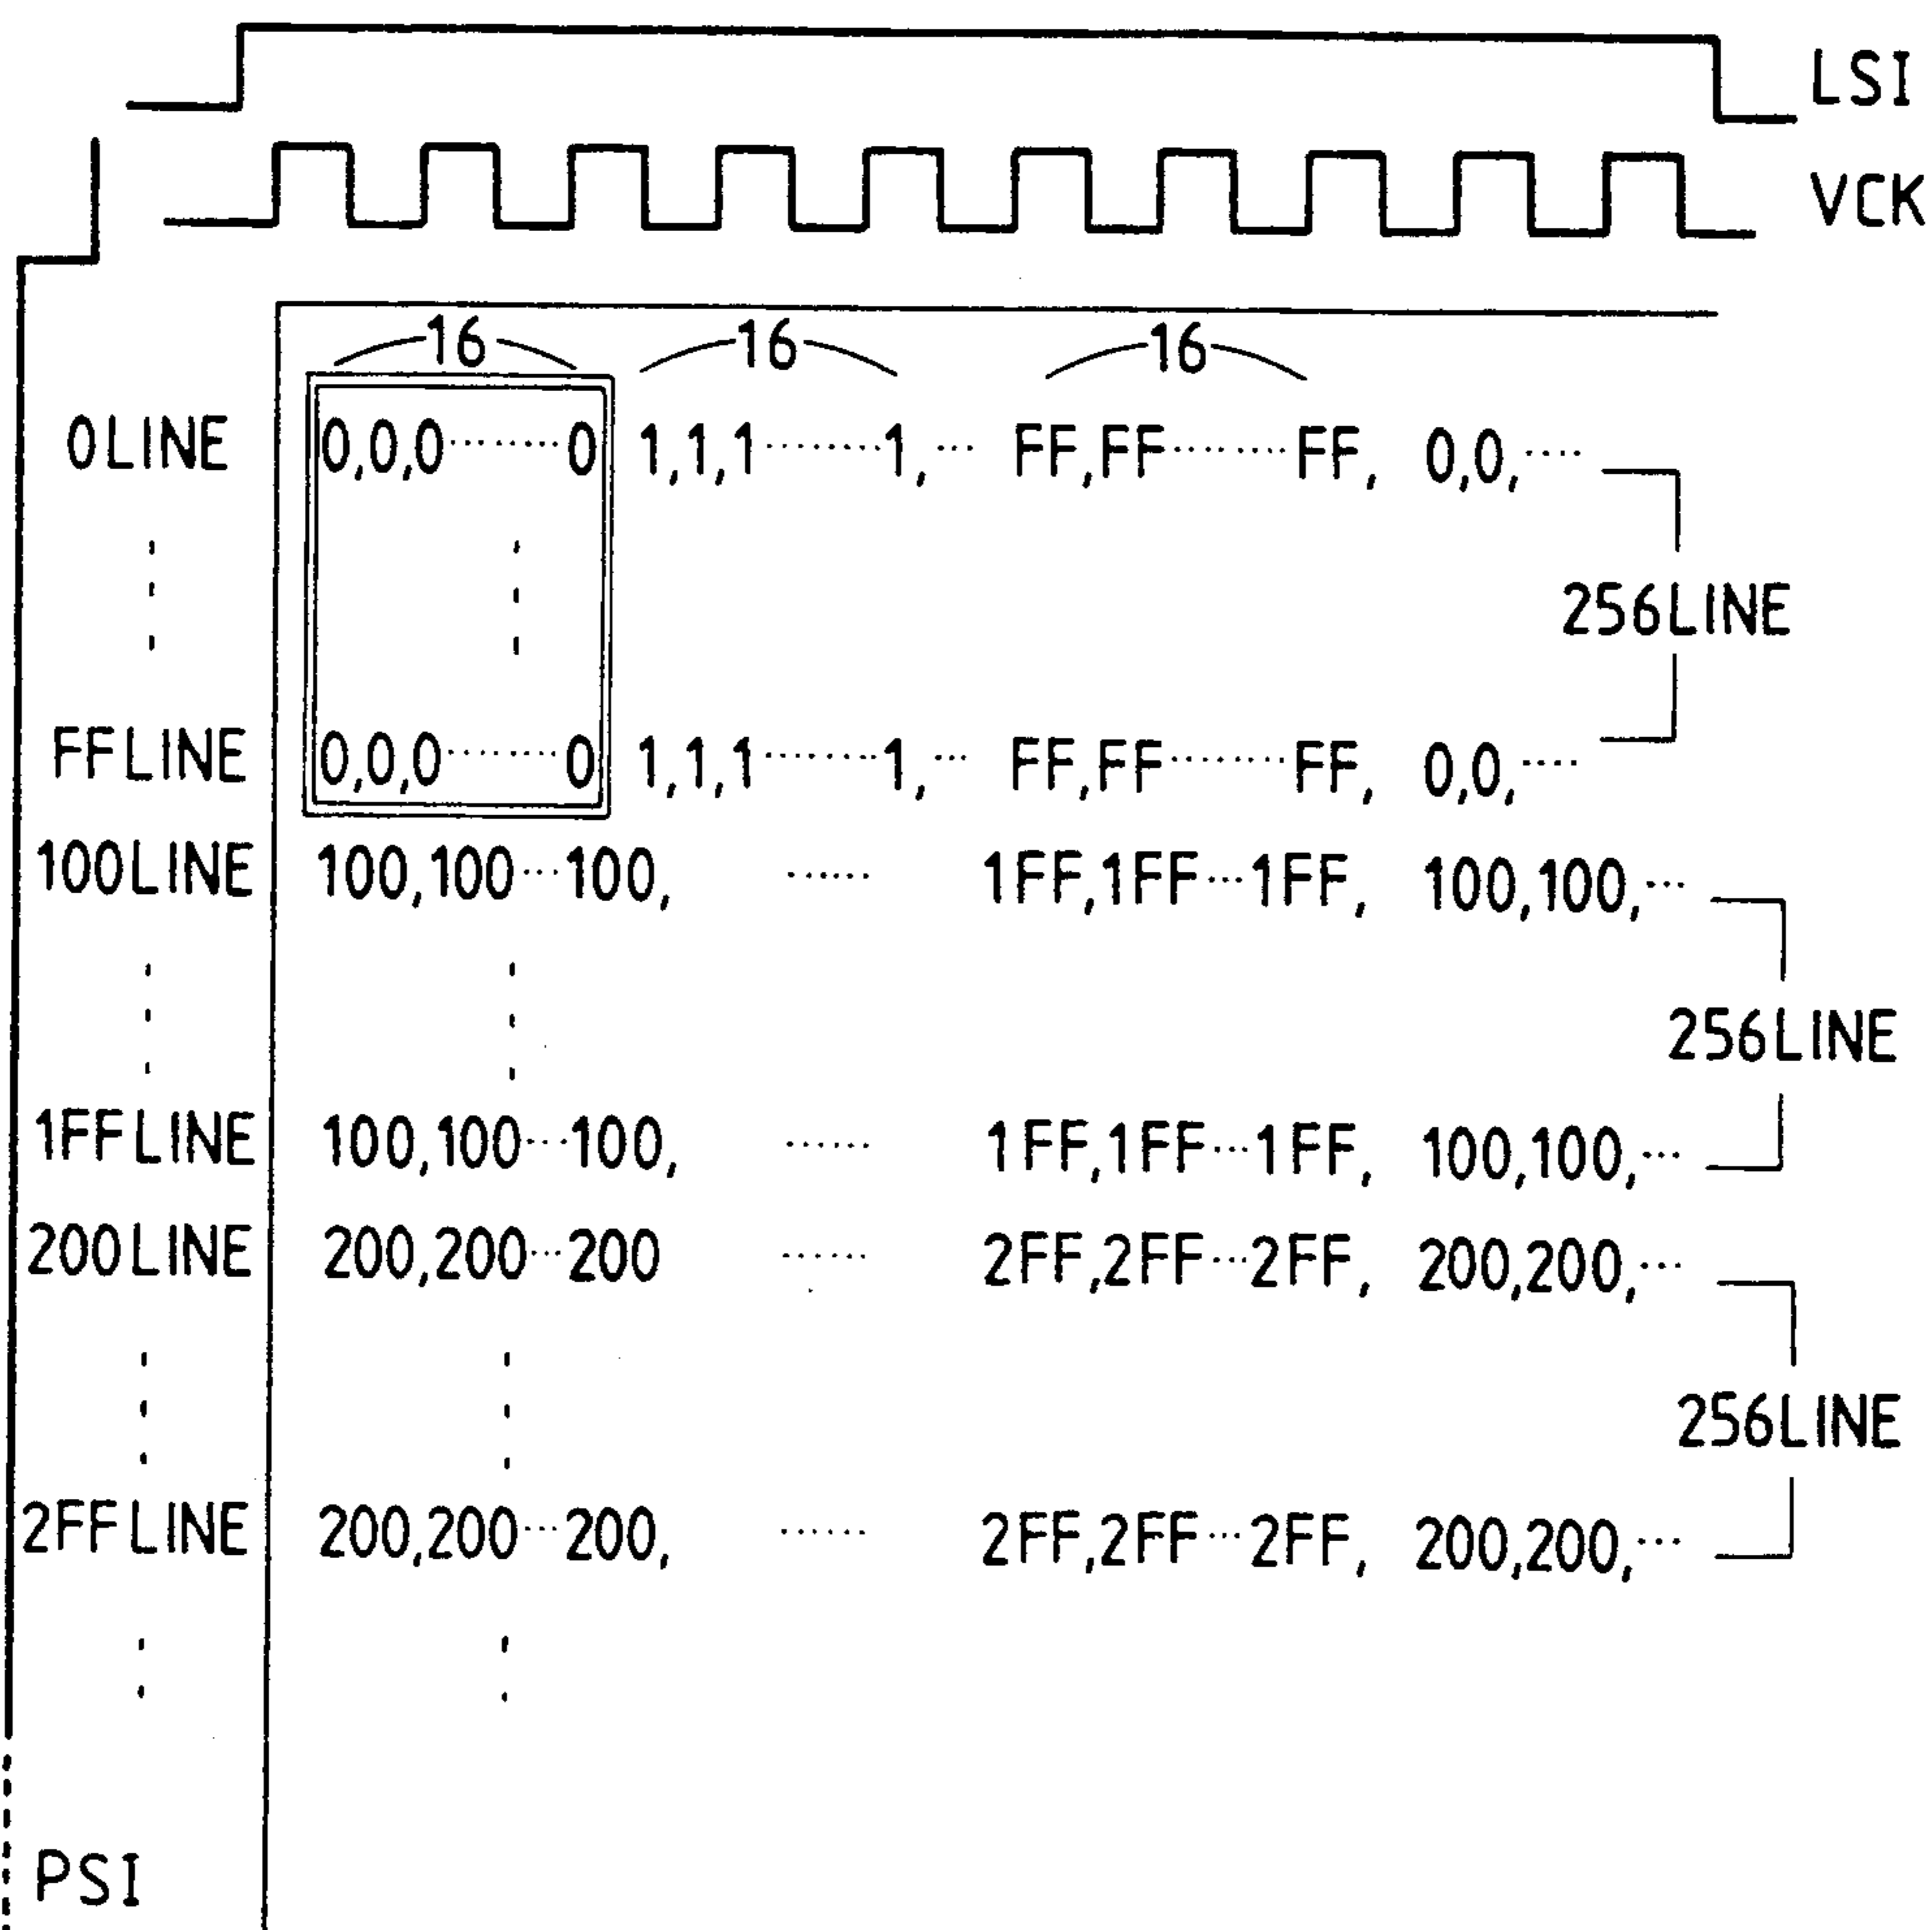 LSI
VCK
16 16 16
0LINE 0,0,0········0 1,1,1········1,··· FF,FF········FF, 0,0,····
256LINE
FFLINE 0,0,0········0 1,1,1········1,··· FF,FF········FF, 0,0,····
100LINE 100,100···100, ····· 1FF,1FF···1FF, 100,100,···
256LINE
1FFLINE 100,100···100, ····· 1FF,1FF···1FF, 100,100,···
200LINE 200,200···200 ····· 2FF,2FF···2FF, 200,200,···
256LINE
2FFLINE 200,200···200, ····· 2FF,2FF···2FF, 200,200,···
PSI